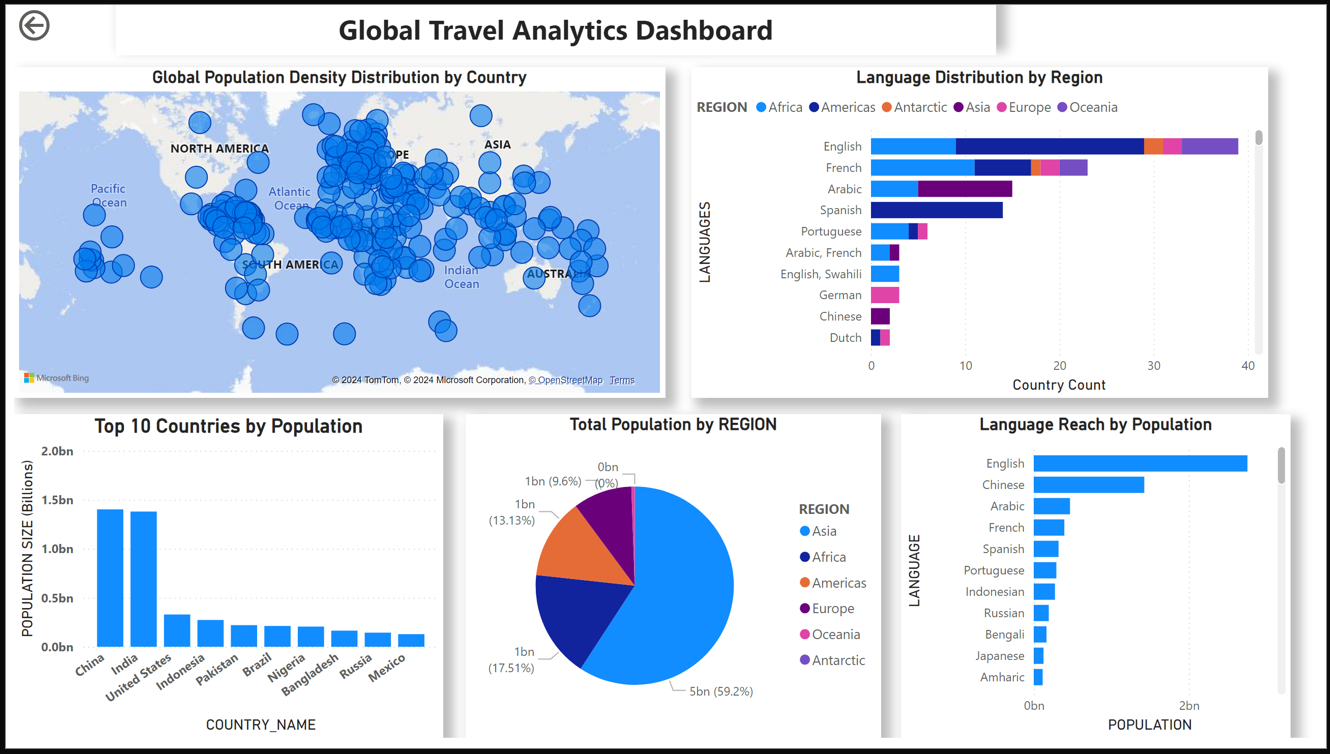 Global Travel Analytics Dashboard
Global Population Density Distribution by Country
NORTH AMERICA
OPE
ASIA
Pacific
Ocean
Atlantic
Ocean
SOUTH AMERICA
Indian
Ocean
AUSTRALIA
Microsoft Bing
© 2024 TomTom, © 2024 Microsoft Corporation, © OpenStreetMap Terms
Language Distribution by Region
REGION Africa Americas Antarctic Asia Europe Oceania
LANGUAGES
English
French
Arabic
Spanish
Portuguese
Arabic, French
English, Swahili
German
Chinese
Dutch
0 10 20 30 40
Country Count
Top 10 Countries by Population
POPULATION SIZE (Billions)
2.0bn
1.5bn
1.0bn
0.5bn
0.0bn
China
India
United States
Indonesia
Pakistan
Brazil
Nigeria
Bangladesh
Russia
Mexico
COUNTRY_NAME
Total Population by REGION
0bn
(0%)
1bn (9.6%)
1bn
(13.13%)
1bn
(17.51%)
5bn (59.2%)
REGION
Asia
Africa
Americas
Europe
Oceania
Antarctic
Language Reach by Population
LANGUAGE
English
Chinese
Arabic
French
Spanish
Portuguese
Indonesian
Russian
Bengali
Japanese
Amharic
0bn 2bn
POPULATION